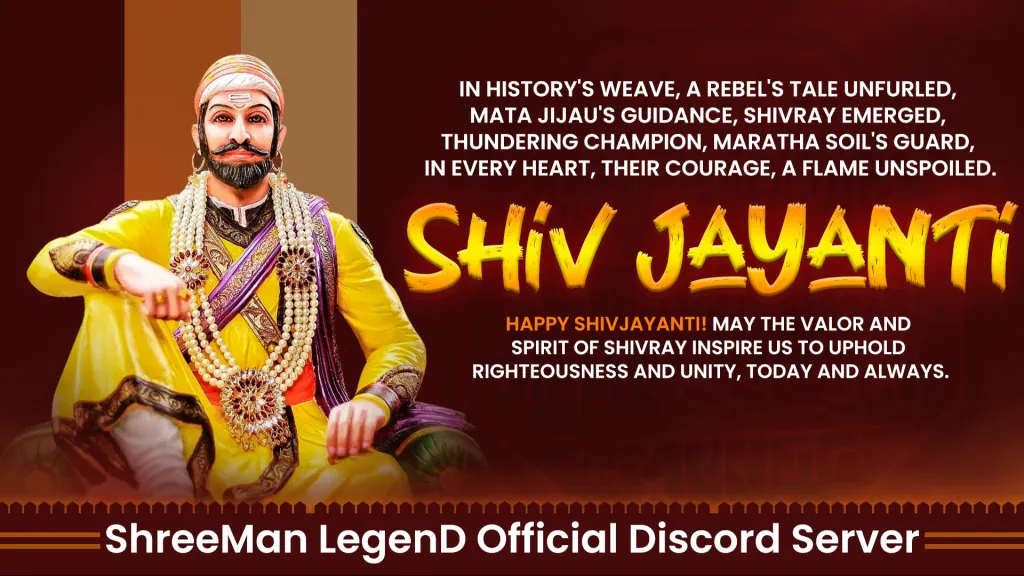 IN HISTORY'S WEAVE, A REBEL'S TALE UNFURLED,
MATA JIJAU'S GUIDANCE, SHIVRAY EMERGED,
THUNDERING CHAMPION, MARATHA SOIL'S GUARD,
IN EVERY HEART, THEIR COURAGE, A FLAME UNSPOILED.
SHiV JAYANTi
HAPPY SHIVJAYANTI! MAY THE VALOR AND
SPIRIT OF SHIVRAY INSPIRE US TO UPHOLD
RIGHTEOUSNESS AND UNITY, TODAY AND ALWAYS.
ShreeMan LegenD Official Discord Server